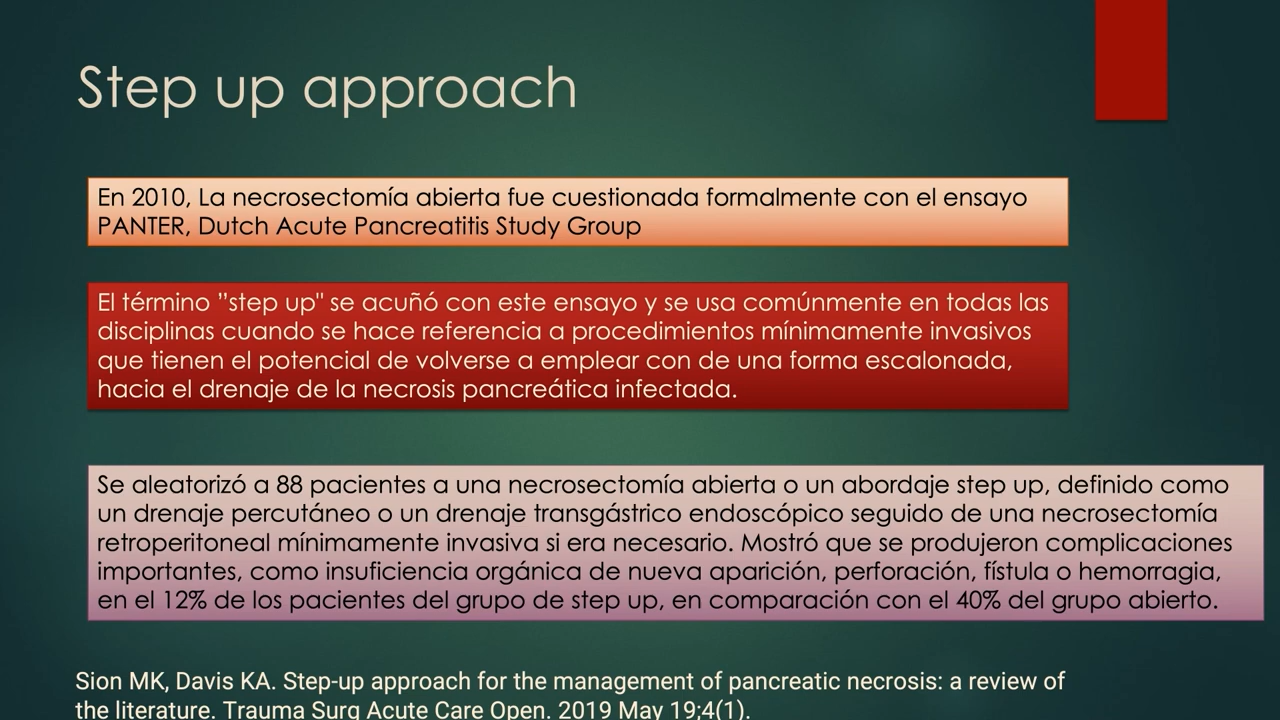 Step up approach
En 2010, La necrosectomía abierta fue cuestionada formalmente con el ensayo
PANTER, Dutch Acute Pancreatitis Study Group
El término ”step up" se acuñó con este ensayo y se usa comúnmente en todas las
disciplinas cuando se hace referencia a procedimientos mínimamente invasivos
que tienen el potencial de volverse a emplear con de una forma escalonada,
hacia el drenaje de la necrosis pancreática infectada.
Se aleatorizó a 88 pacientes a una necrosectomía abierta o un abordaje step up, definido como
un drenaje percutáneo o un drenaje transgástrico endoscópico seguido de una necrosectomía
retroperitoneal mínimamente invasiva si era necesario. Mostró que se produjeron complicaciones
importantes, como insuficiencia orgánica de nueva aparición, perforación, fístula o hemorragia,
en el 12% de los pacientes del grupo de step up, en comparación con el 40% del grupo abierto.
Sion MK, Davis KA. Step-up approach for the management of pancreatic necrosis: a review of
the literature. Trauma Surg Acute Care Open. 2019 May 19;4(1).